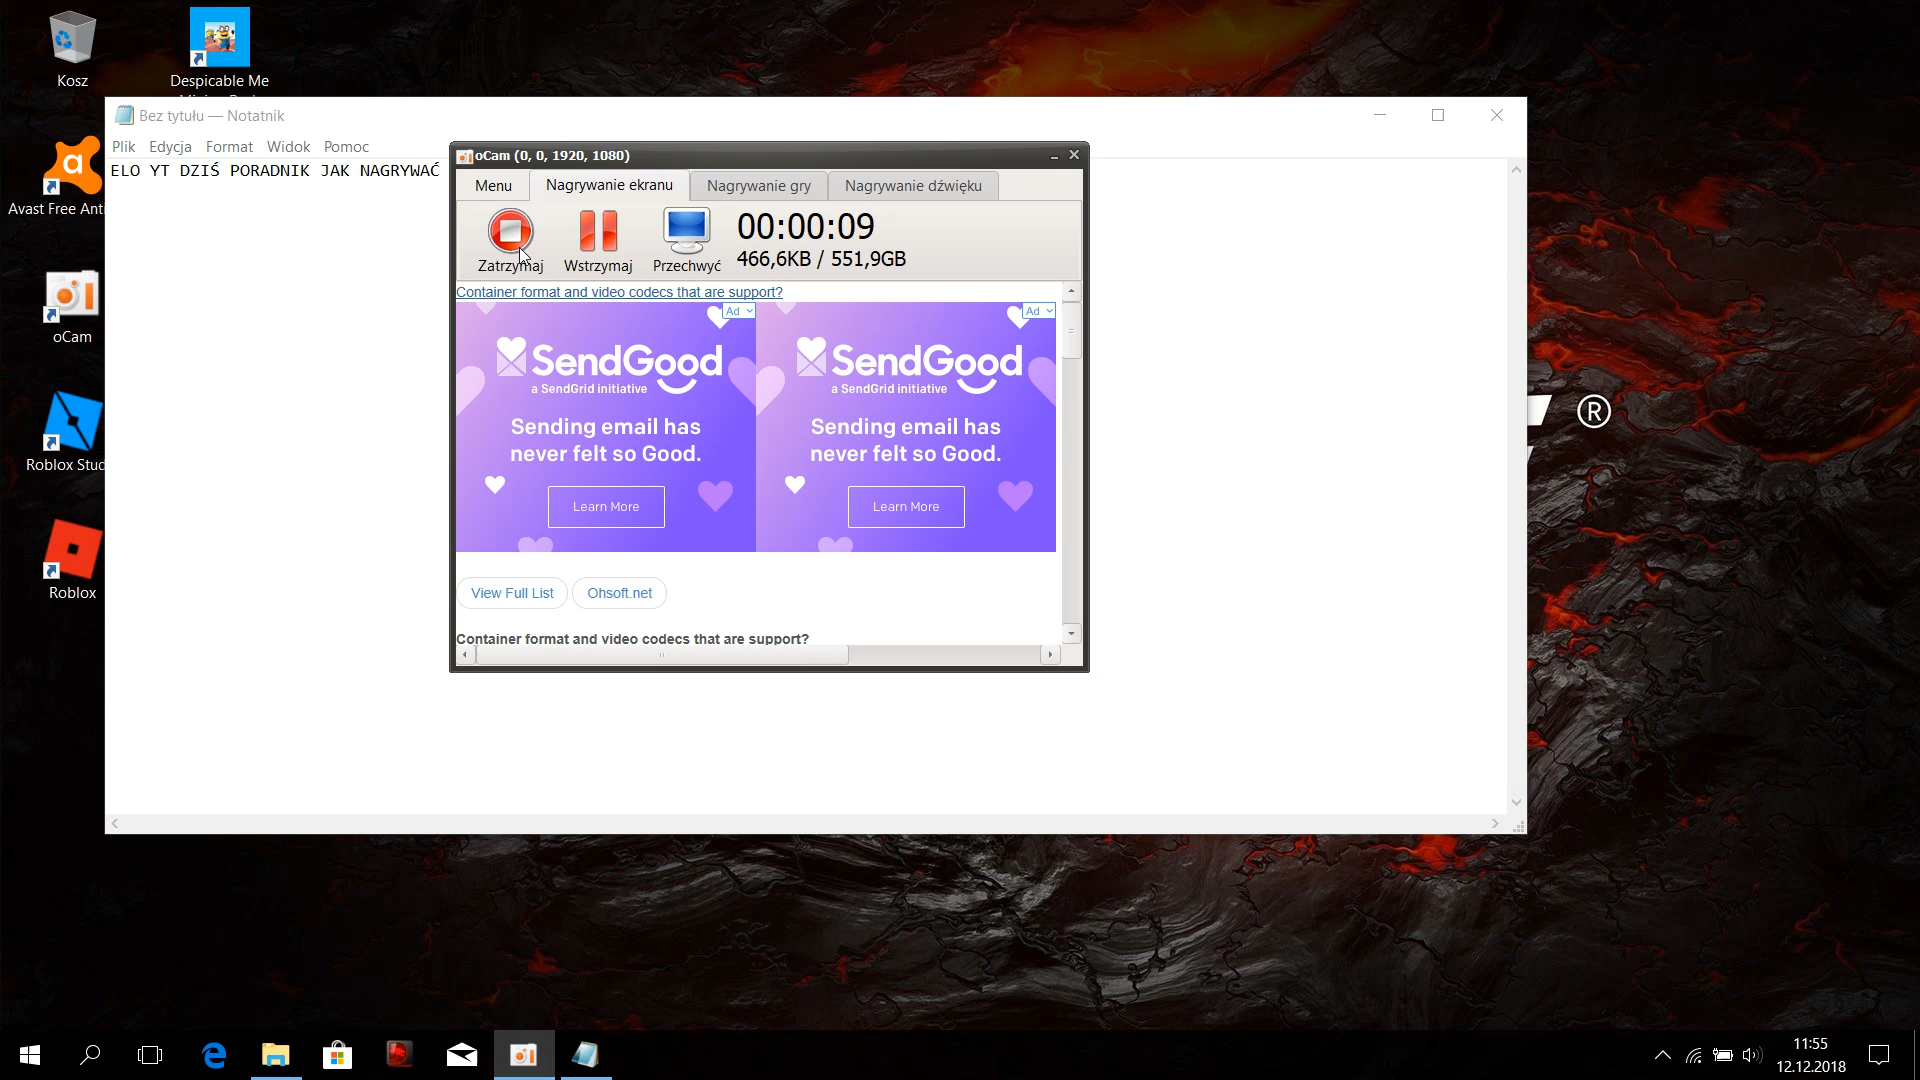 Kosz
Despicable Me
Avast Free Anti
oCam
Roblox Stud
Roblox
Bez tytułu — Notatnik
Plik Edycja Format Widok Pomoc
ELO YT DZIŚ PORADNIK JAK NAGRYWAĆ
oCam (0, 0, 1920, 1080)
Menu Nagrywanie ekranu Nagrywanie gry Nagrywanie dźwięku
Zatrzymaj Wstrzymaj Przechwyć
00:00:09
466,6KB / 551,9GB
Container format and video codecs that are support?
Ad
SendGood
a SendGrid initiative
Sending email has
never felt so Good.
Learn More
Ad
SendGood
a SendGrid initiative
Sending email has
never felt so Good.
Learn More
View Full List Ohsoft.net
Container format and video codecs that are support?
®
11:55
12.12.2018